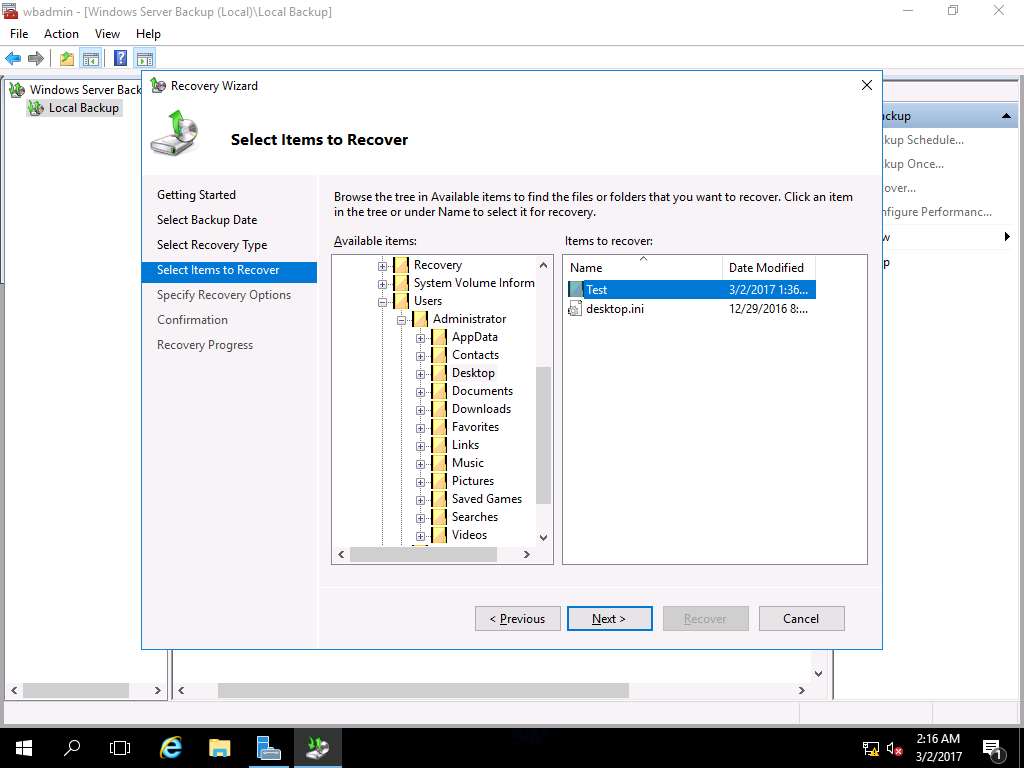 wbadmin - [Windows Server Backup (Local)\Local Backup]
File Action View Help
Windows Server Back
Local Backup
Recovery Wizard
Select Items to Recover
Getting Started
Select Backup Date
Select Recovery Type
Select Items to Recover
Specify Recovery Options
Confirmation
Recovery Progress
Browse the tree in Available items to find the files or folders that you want to recover. Click an item
in the tree or under Name to select it for recovery.
Available items:
Recovery
System Volume Inform
Users
Administrator
AppData
Contacts
Desktop
Documents
Downloads
Favorites
Links
Music
Pictures
Saved Games
Searches
Videos
Items to recover:
Name Date Modified
Test 3/2/2017 1:36...
desktop.ini 12/29/2016 8:...
< Previous Next > Recover Cancel
ackup
kup Schedule...
kup Once...
over...
nfigure Performanc...
w
p
2:16 AM
3/2/2017
1